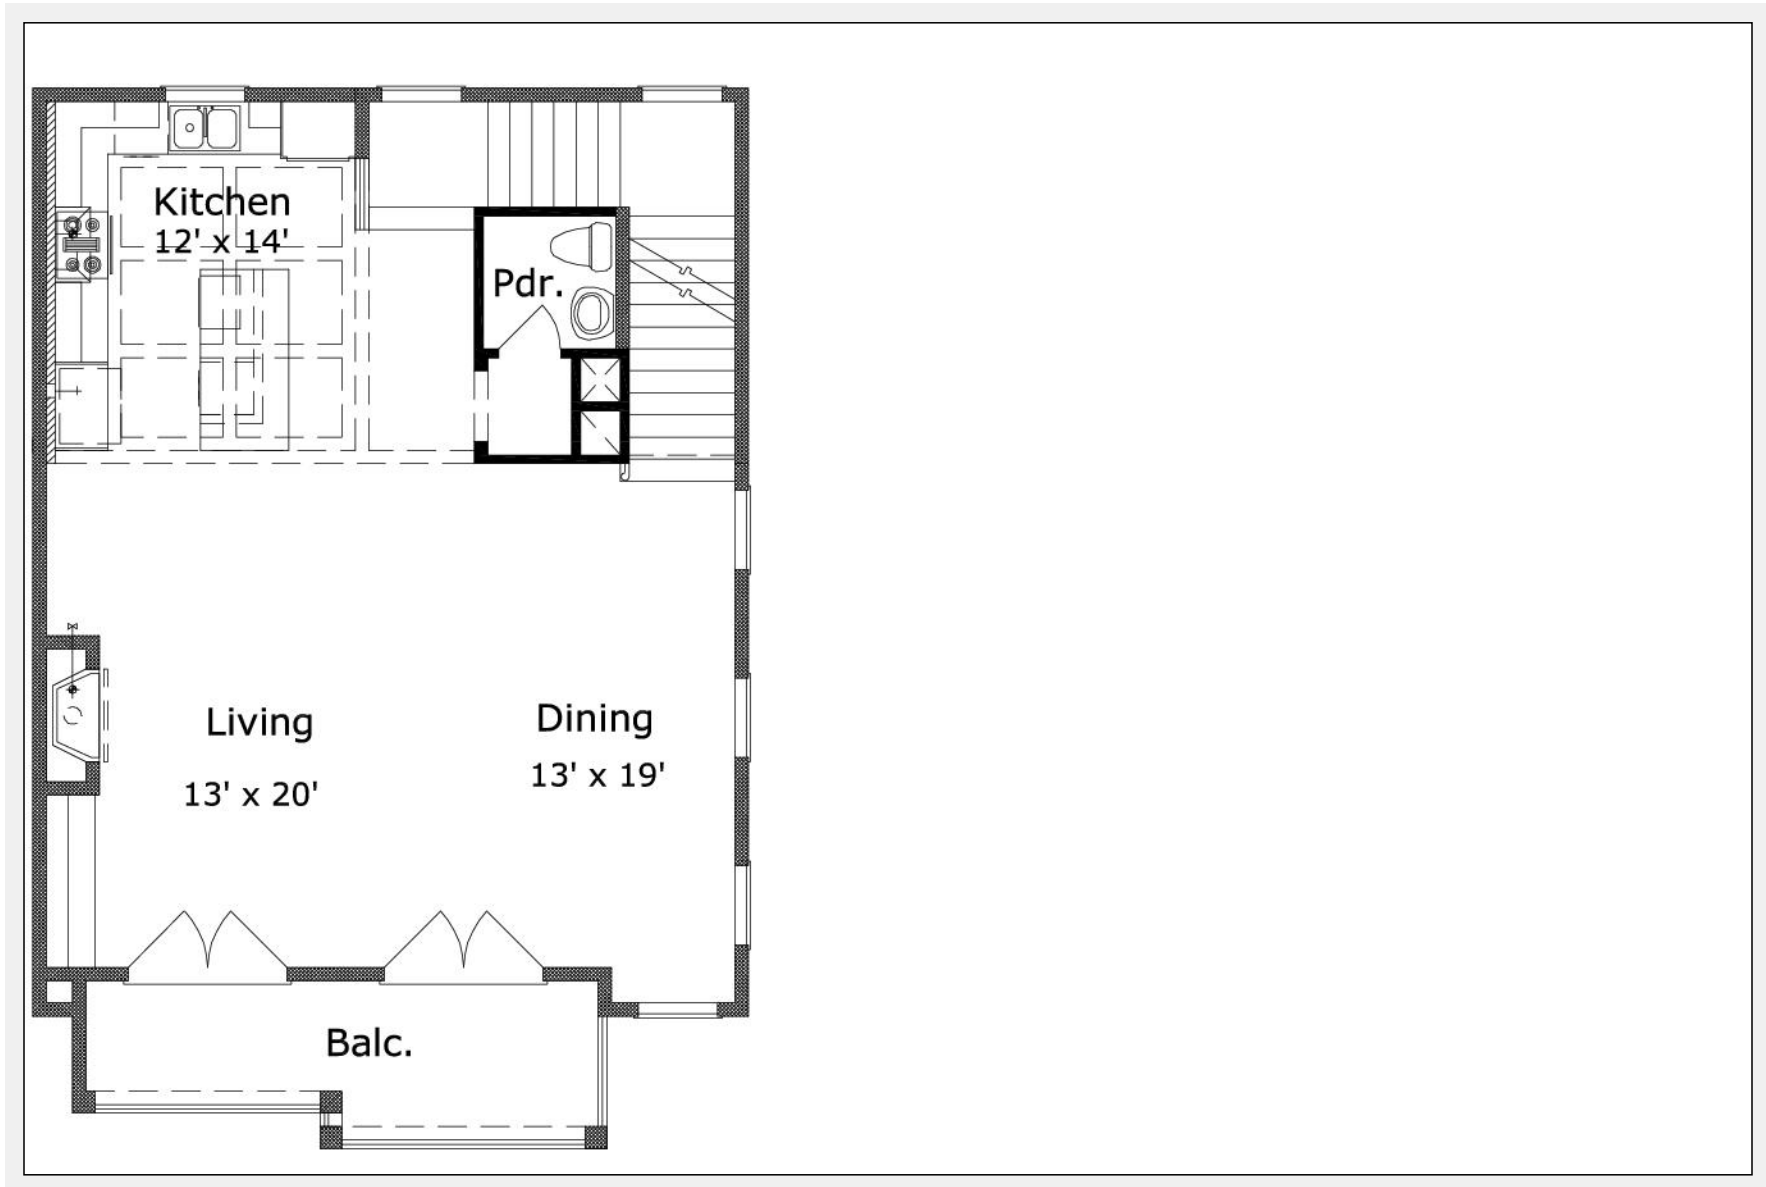 Kitchen
12' x 14'
Pdr.
Living
13' x 20'
Dining
13' x 19'
Balc.